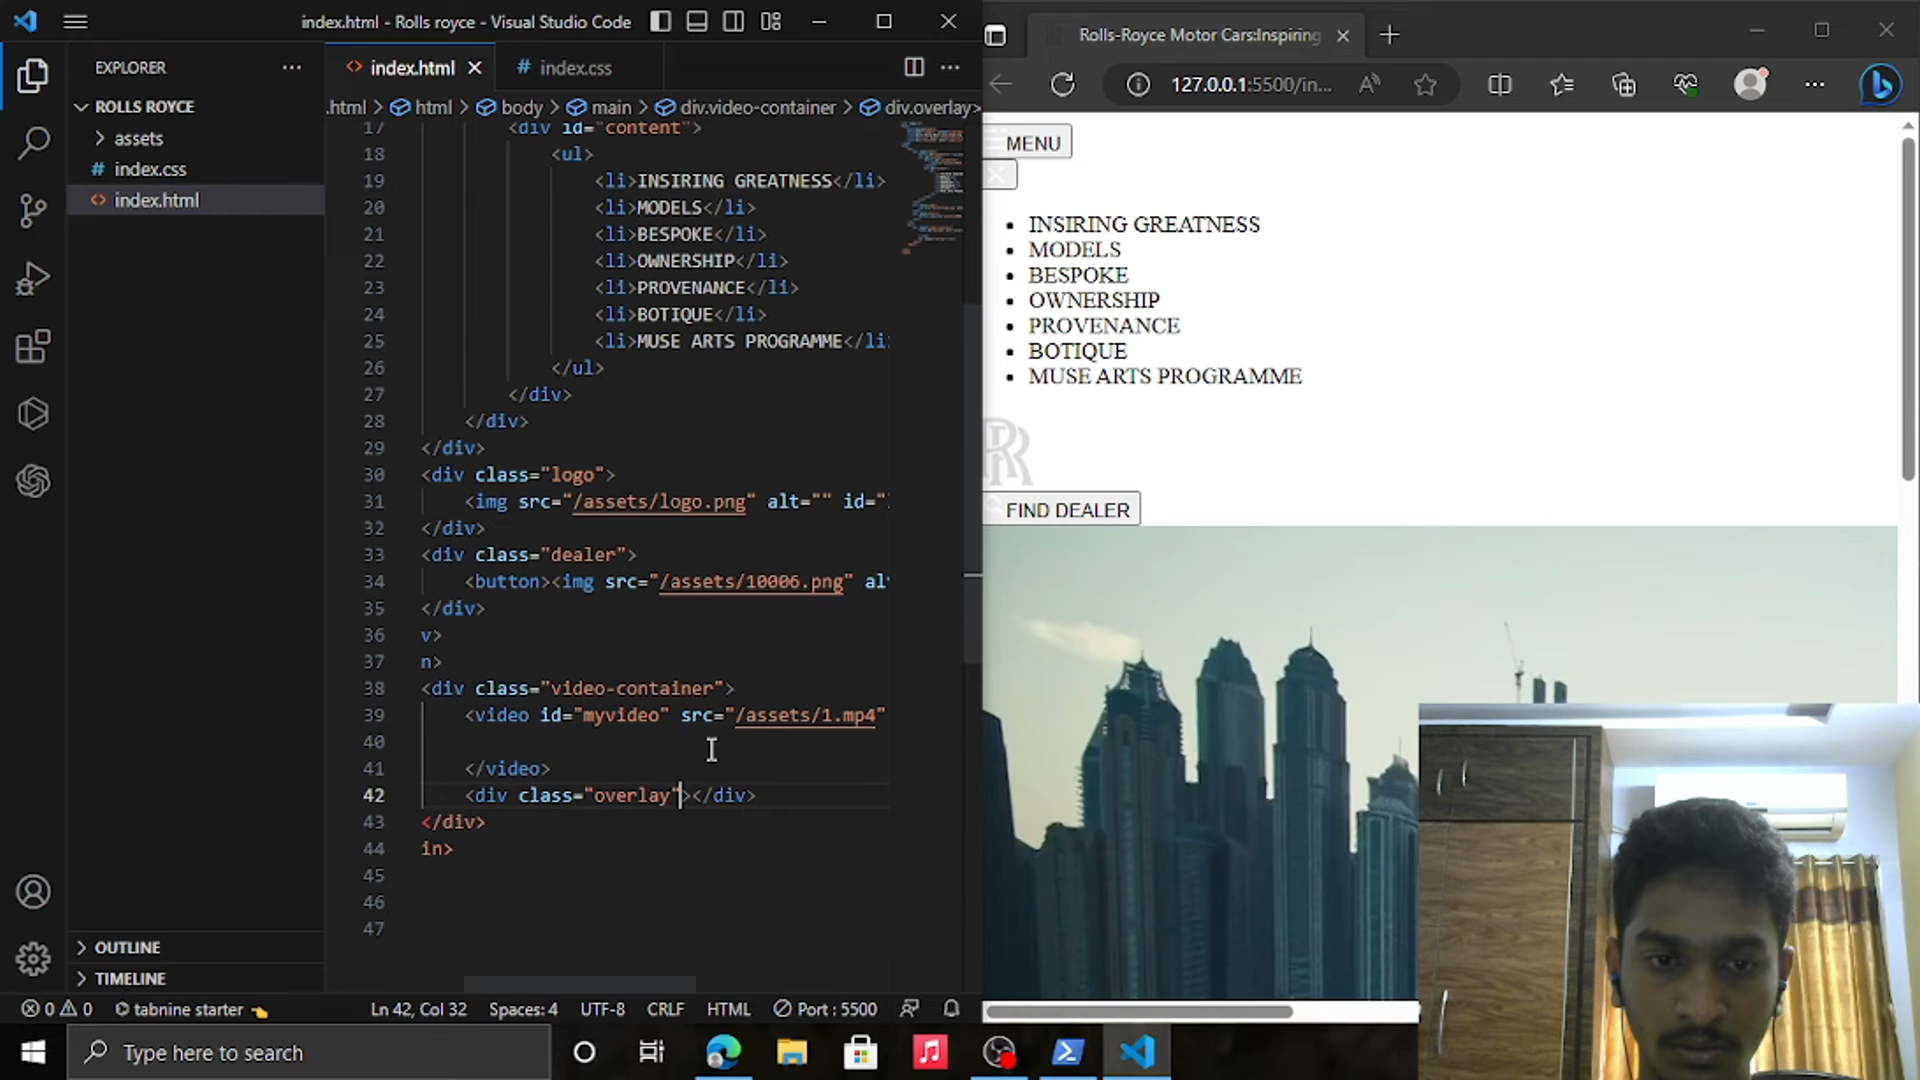 index.html - Rolls royce - Visual Studio Code
EXPLORER
ROLLS ROYCE
assets
# index.css
<> index.html
OUTLINE
TIMELINE
<> index.html
# index.css
.html > html > body > main > div.video-container > div.overlay>
17 <div id="content">
18 <ul>
19 <li>INSIRING GREATNESS</li>
20 <li>MODELS</li>
21 <li>BESPOKE</li>
22 <li>OWNERSHIP</li>
23 <li>PROVENANCE</li>
24 <li>BOTIQUE</li>
25 <li>MUSE ARTS PROGRAMME</li
26 </ul>
27 </div>
28 </div>
29 </div>
30 <div class="logo">
31 <img src="/assets/logo.png" alt="" id="
32 </div>
33 <div class="dealer">
34 <button><img src="/assets/10006.png" al
35 </div>
36 v>
37 n>
38 <div class="video-container">
39 <video id="myvideo" src="/assets/1.mp4"
40
41 </video>
42 <div class="overlay"></div>
43 </div>
44 in>
45
46
47
0 0 tabnine starter
Ln 42, Col 32
Spaces: 4
UTF-8
CRLF
HTML
Port : 5500
Type here to search
Rolls-Royce Motor Cars:Inspiring
127.0.0.1:5500/in...
MENU
INSIRING GREATNESS
MODELS
BESPOKE
OWNERSHIP
PROVENANCE
BOTIQUE
MUSE ARTS PROGRAMME
RR
FIND DEALER